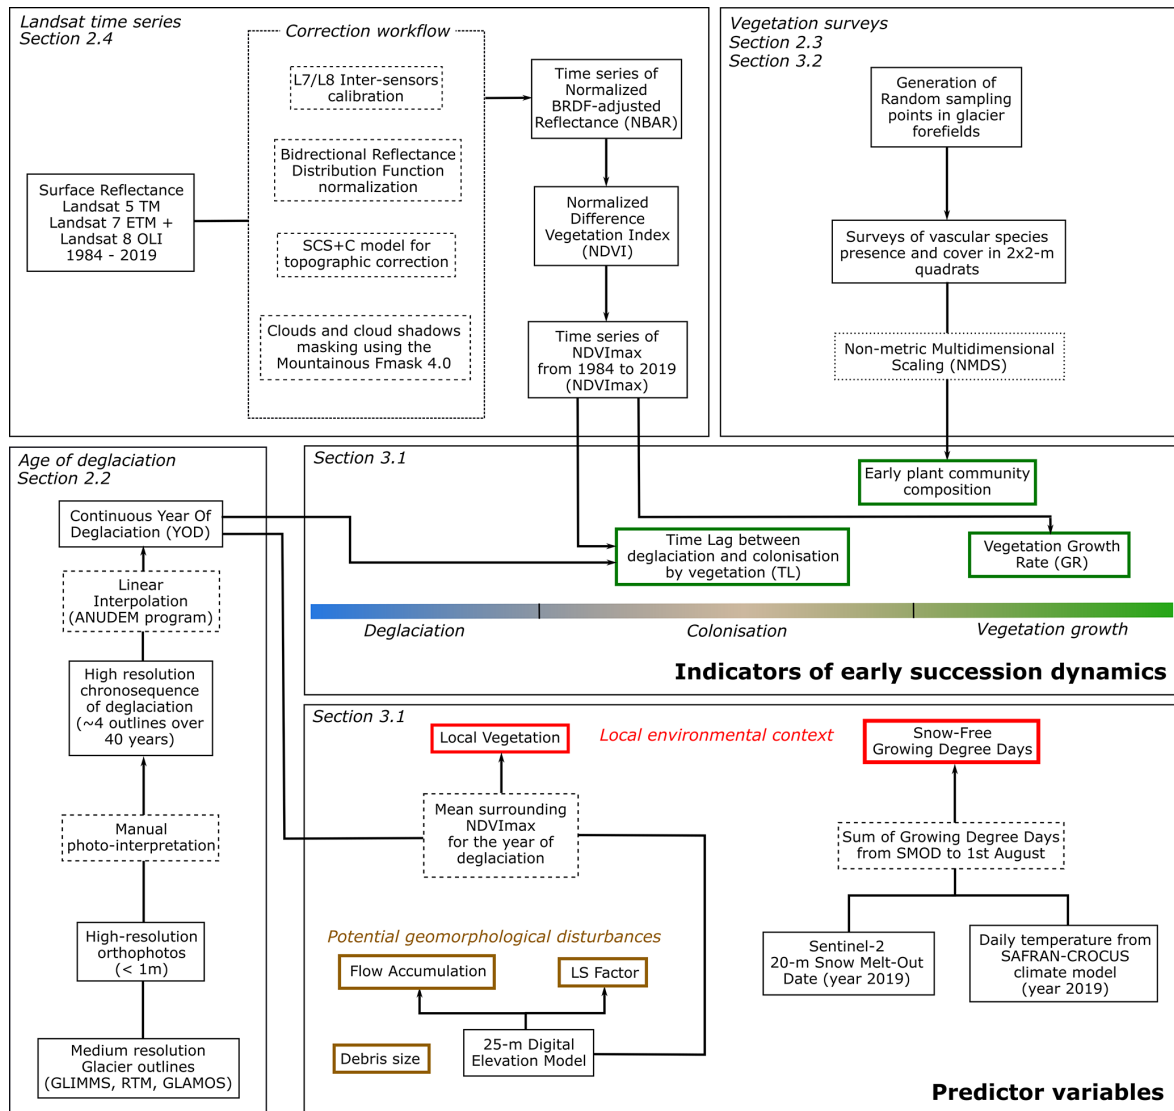 Landsat time series
Section 2.4
Correction workflow
L7/L8 Inter-sensors
calibration
Bidrectional Reflectance
Distribution Function
normalization
SCS+C model for
topographic correction
Clouds and cloud shadows
masking using the
Mountainous Fmask 4.0
Surface Reflectance
Landsat 5 TM
Landsat 7 ETM +
Landsat 8 OLI
1984 - 2019
Time series of
Normalized
BRDF-adjusted
Reflectance (NBAR)
Normalized
Difference
Vegetation Index
(NDVI)
Time series of
NDVImax
from 1984 to 2019
(NDVImax)
Vegetation surveys
Section 2.3
Section 3.2
Generation of
Random sampling
points in glacier
forefields
Surveys of vascular species
presence and cover in 2x2-m
quadrats
Non-metric Multidimensional
Scaling (NMDS)
Age of deglaciation
Section 2.2
Continuous Year Of
Deglaciation (YOD)
Linear
Interpolation
(ANUDEM program)
High resolution
chronosequence
of deglaciation
(~4 outlines over
40 years)
Manual
photo-interpretation
High-resolution
orthophotos
(< 1m)
Medium resolution
Glacier outlines
(GLIMMS, RTM, GLAMOS)
Section 3.1
Early plant community
composition
Time Lag between
deglaciation and colonisation
by vegetation (TL)
Vegetation Growth
Rate (GR)
Deglaciation
Colonisation
Vegetation growth
Indicators of early succession dynamics
Section 3.1
Local Vegetation
Local environmental context
Snow-Free
Growing Degree Days
Mean surrounding
NDVImax
for the year of
deglaciation
Sum of Growing Degree Days
from SMOD to 1st August
Potential geomorphological disturbances
Flow Accumulation
LS Factor
Sentinel-2
20-m Snow Melt-Out
Date (year 2019)
Daily temperature from
SAFRAN-CROCUS
climate model
(year 2019)
Debris size
25-m Digital
Elevation Model
Predictor variables